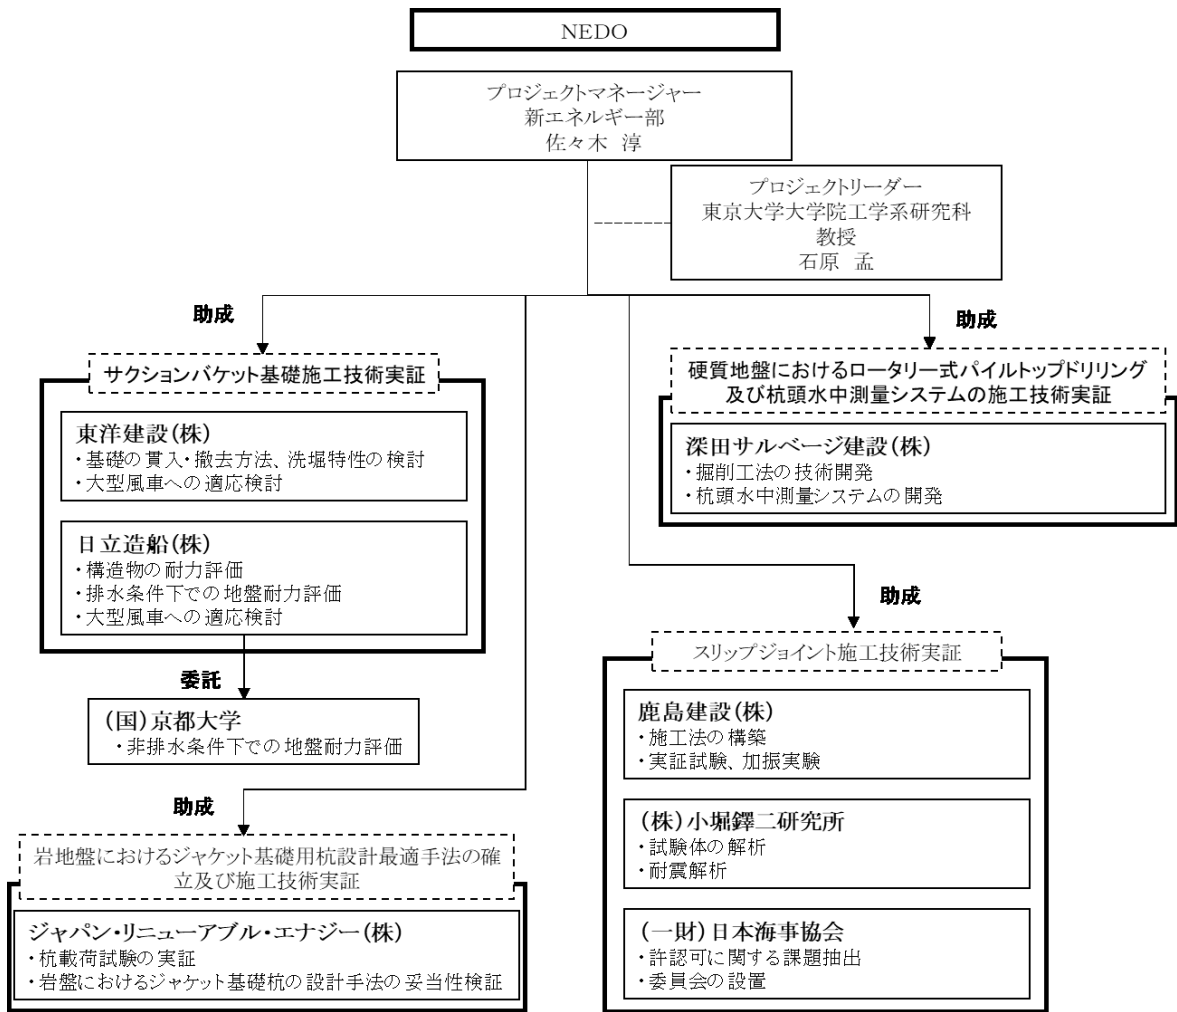 NEDO
プロジェクトマネージャー
新エネルギー部
佐々木 淳
プロジェクトリーダー
東京大学大学院工学系研究科
教授
石原 孟
助成
サクションバケット基礎施工技術実証
東洋建設(株)
・基礎の貫入・撤去方法、洗堀特性の検討
・大型風車への適応検討
日立造船(株)
・構造物の耐力評価
・排水条件下での地盤耐力評価
・大型風車への適応検討
委託
(国)京都大学
・非排水条件下での地盤耐力評価
助成
岩地盤におけるジャケット基礎用杭設計最適手法の確
立及び施工技術実証
ジャパン・リニューアブル・エナジー(株)
・杭載荷試験の実証
・岩盤におけるジャケット基礎杭の設計手法の妥当性検証
助成
硬質地盤におけるロータリー式パイルトップドリリング
及び杭頭水中測量システムの施工技術実証
深田サルベージ建設(株)
・掘削工法の技術開発
・杭頭水中測量システムの開発
助成
スリップジョイント施工技術実証
鹿島建設(株)
・施工法の構築
・実証試験、加振実験
(株)小堀鐸二研究所
・試験体の解析
・耐震解析
(一財)日本海事協会
・許認可に関する課題抽出
・委員会の設置